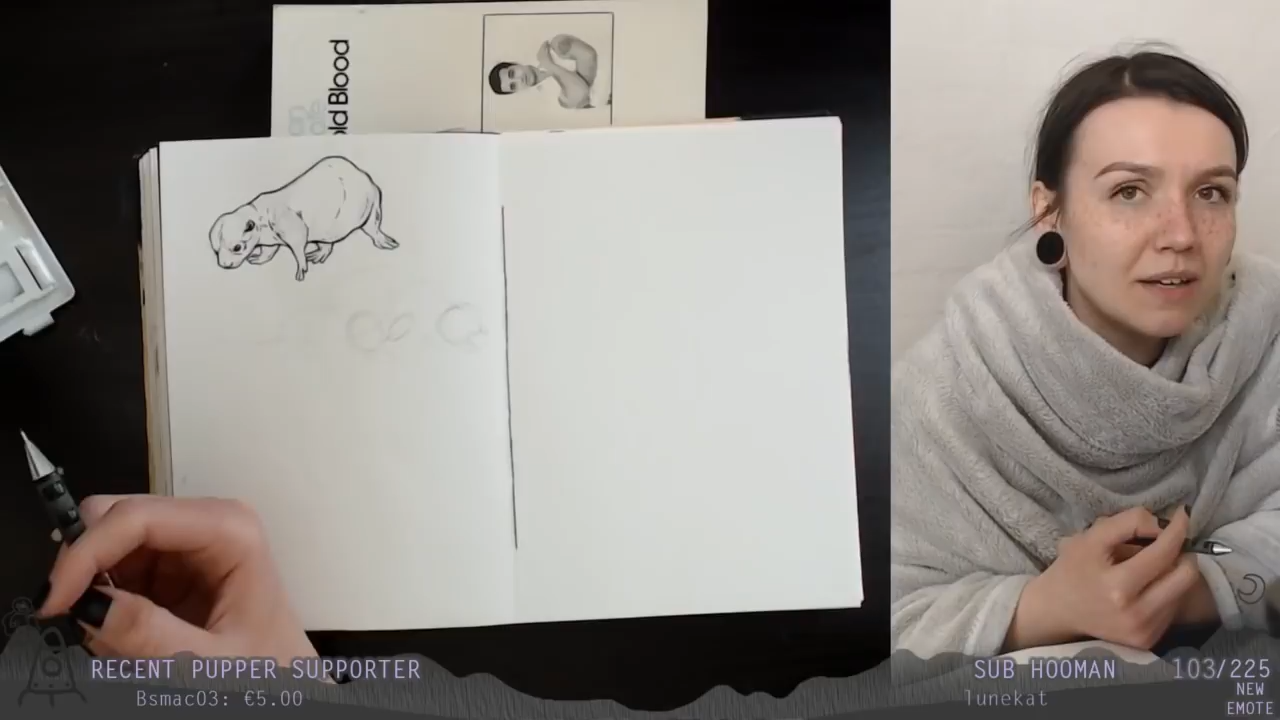 old Blood
RECENT PUPPER SUPPORTER
Bsmac03: €5.00
SUB HOOMAN
lunekat
103/225
NEW
EMOTE